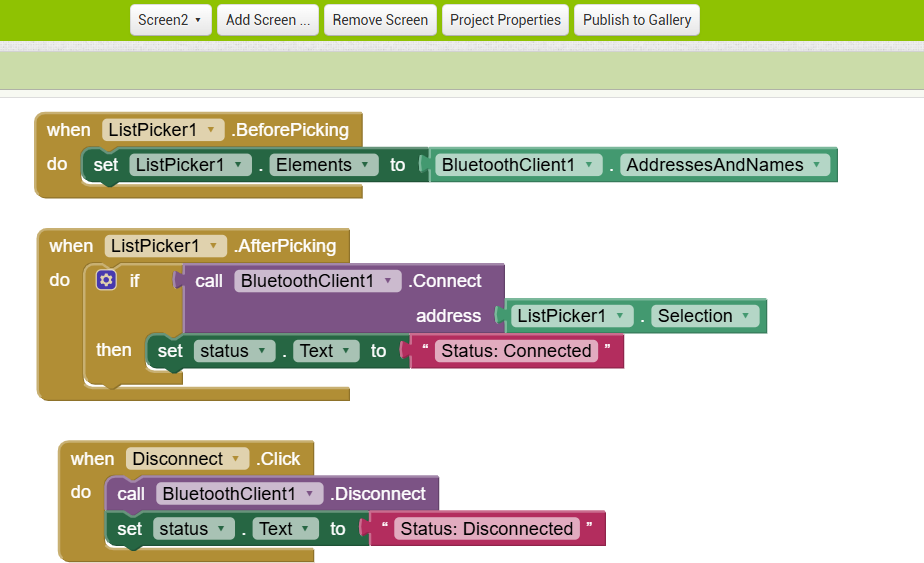 Screen2 Add Screen ... Remove Screen Project Properties Publish to Gallery
when ListPicker1 .BeforePicking
do set ListPicker1 . Elements to BluetoothClient1 . AddressesAndNames
when ListPicker1 .AfterPicking
do if call BluetoothClient1 .Connect
address ListPicker1 . Selection
then set status . Text to “ Status: Connected ”
when Disconnect .Click
do call BluetoothClient1 .Disconnect
set status . Text to “ Status: Disconnected ”